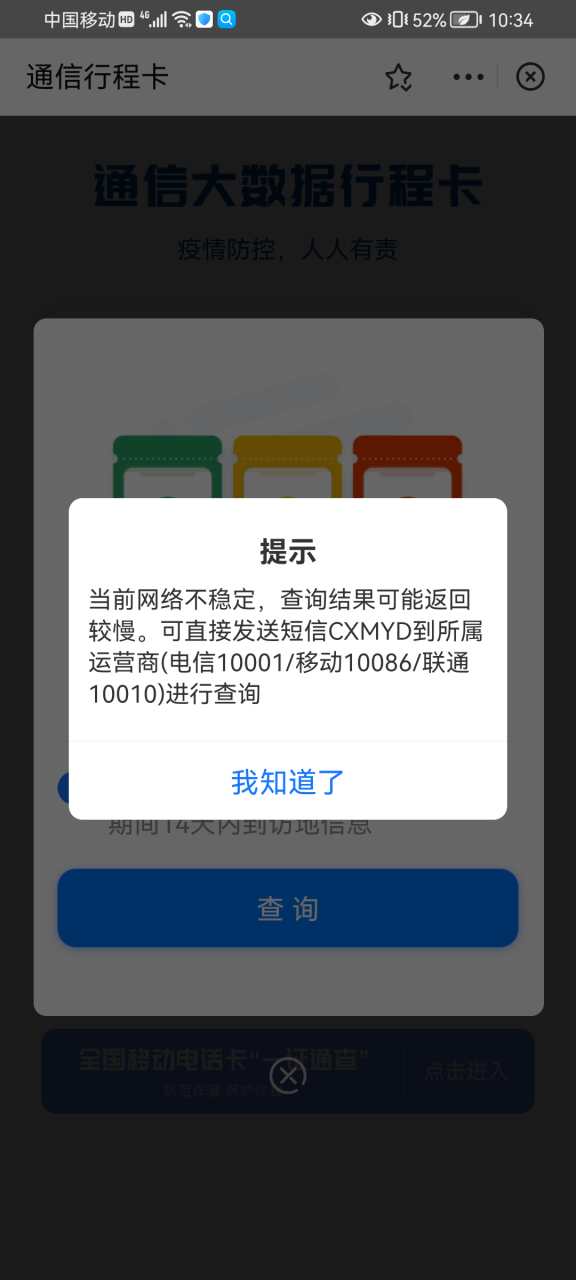 中国移动 HD 4G 52% 10:34
通信行程卡
通信大数据行程卡
疫情防控，人人有责
提示
当前网络不稳定，查询结果可能返回
较慢。可直接发送短信CXMYD到所属
运营商(电信10001/移动10086/联通
10010)进行查询
我知道了
期间14天内到访地信息
查 询
全国移动电话卡“一证通查”
点击进入